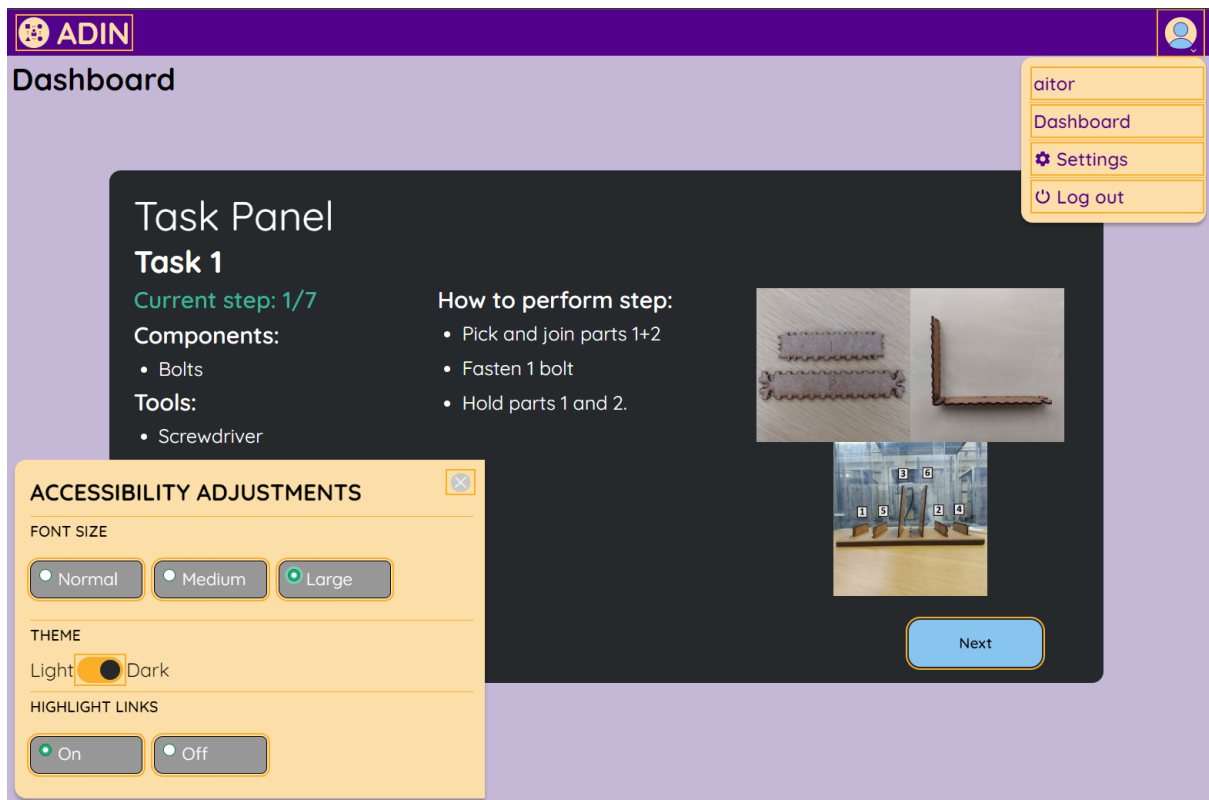 ADIN
Dashboard
aitor
Dashboard
Settings
Log out
Task Panel
Task 1
Current step: 1/7
Components:
• Bolts
Tools:
• Screwdriver
How to perform step:
• Pick and join parts 1+2
• Fasten 1 bolt
• Hold parts 1 and 2.
3 6
1 5 2 4
Next
ACCESSIBILITY ADJUSTMENTS
FONT SIZE
Normal Medium Large
THEME
Light Dark
HIGHLIGHT LINKS
On Off